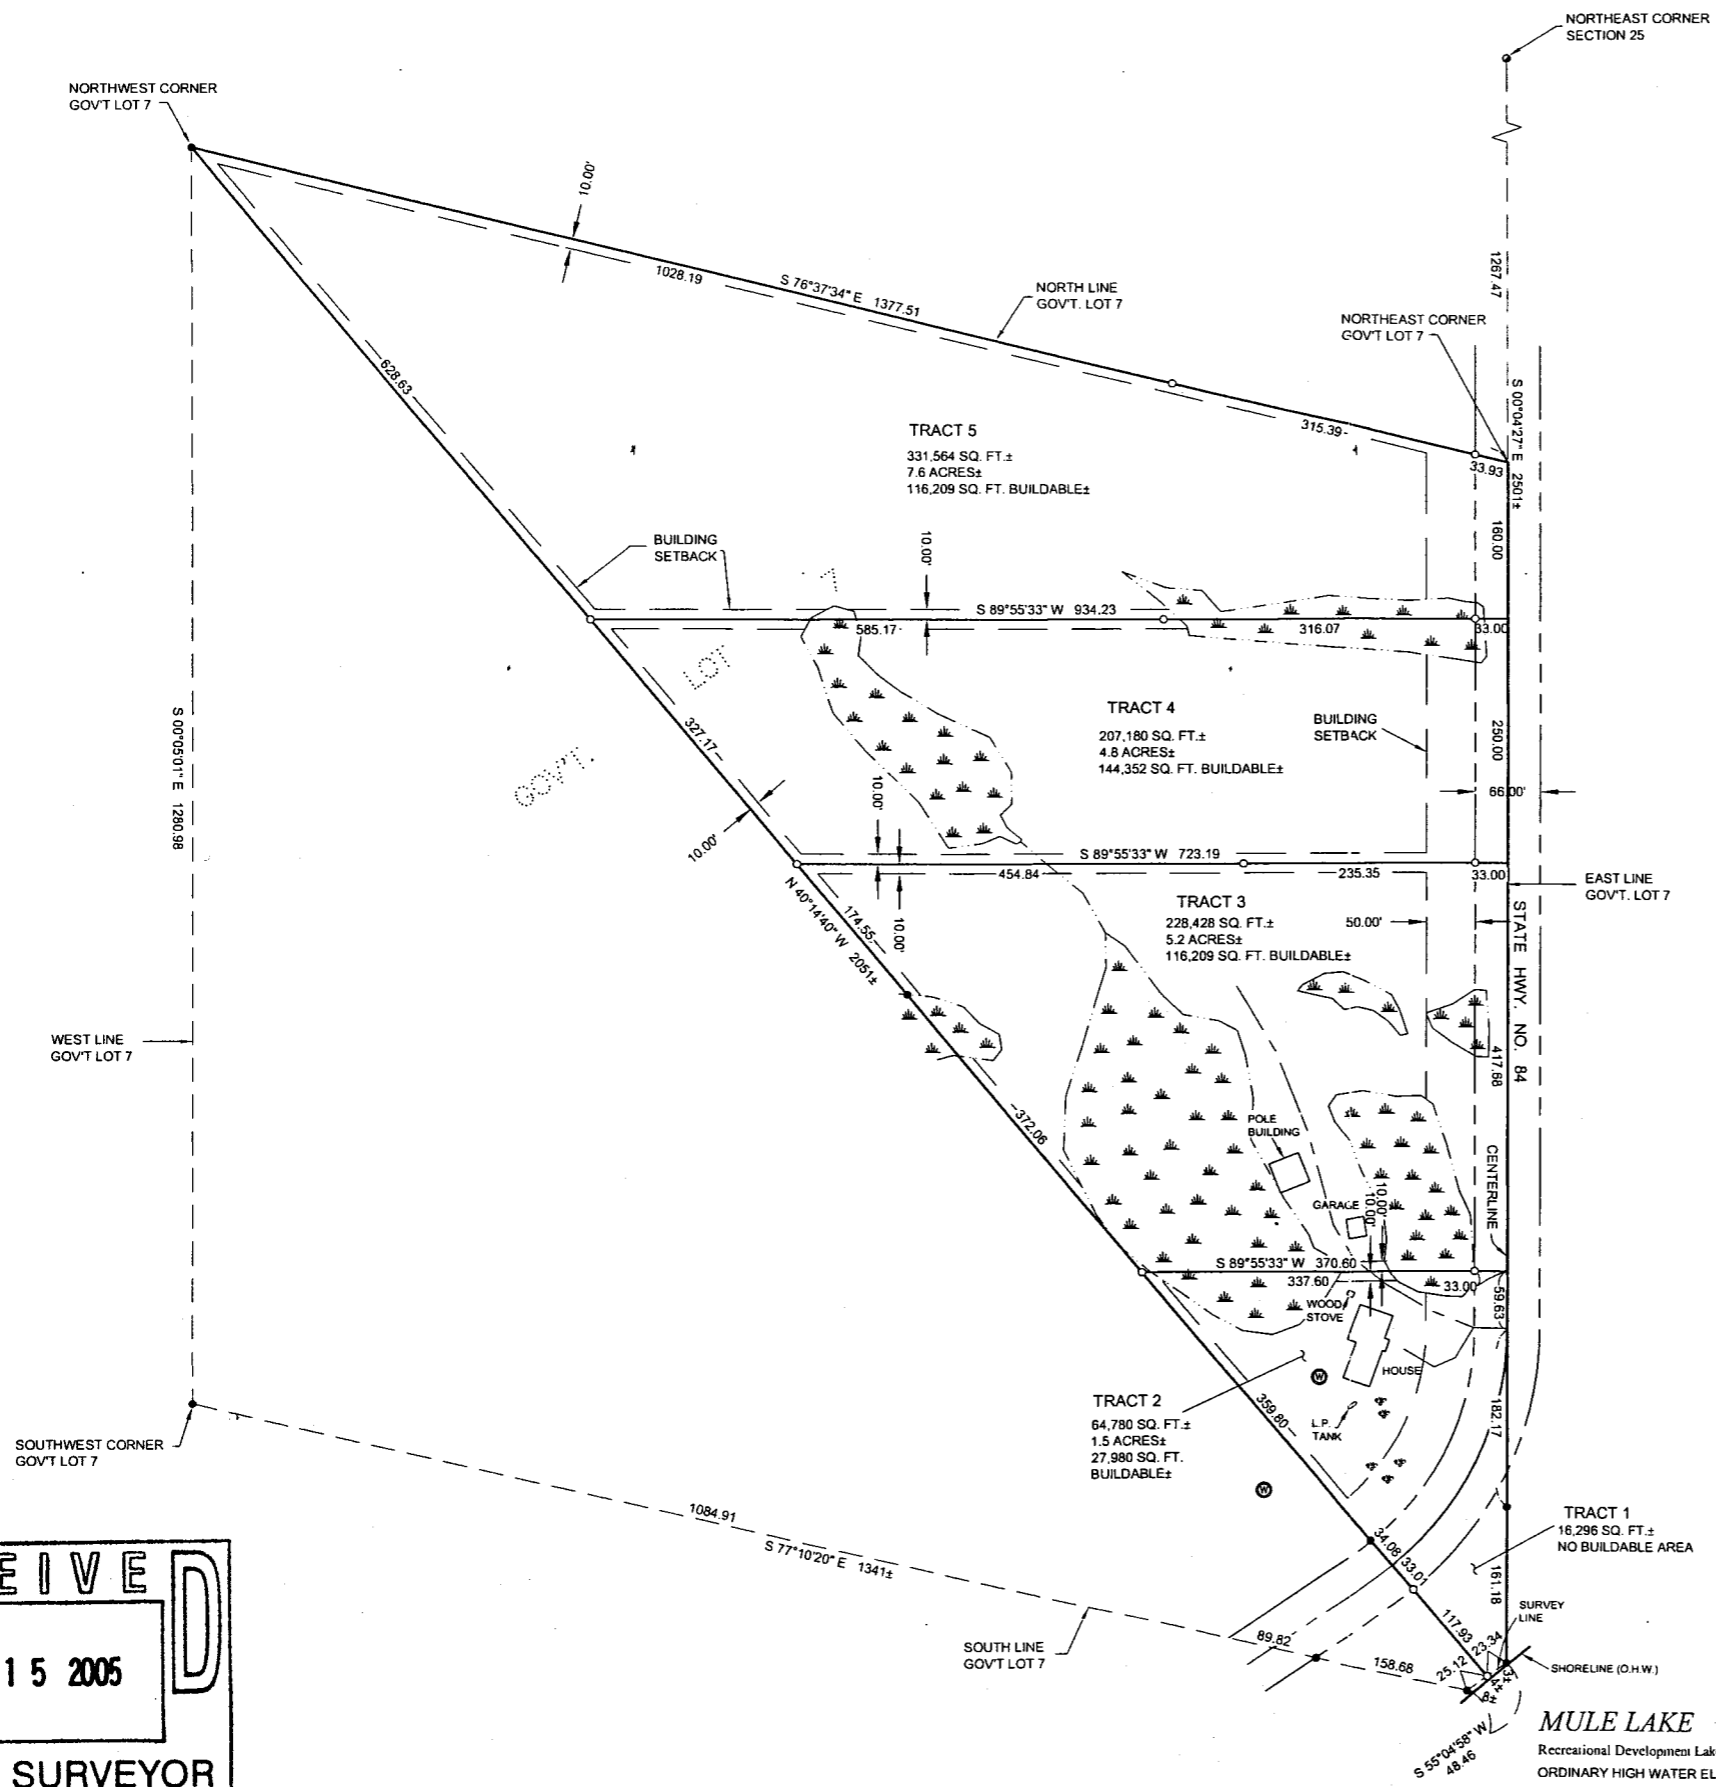 NORTHEAST CORNER
SECTION 25
NORTHWEST CORNER
GOV'T LOT 7
10.00'
1267.47
1028.19
S 76°37'34" E 1377.51
NORTH LINE
GOV'T. LOT 7
NORTHEAST CORNER
GOV'T LOT 7
628.63
S 00°04'27" E 2501±
315.39
33.93
TRACT 5
331,564 SQ. FT.±
7.6 ACRES±
116,209 SQ. FT. BUILDABLE±
160.00
BUILDING
SETBACK
10.00'
7
S 89°55'33" W 934.23
585.17
316.07
33.00
LOT
GOV'T.
S 00°05'01" E 1280.98
327.17
TRACT 4
207,180 SQ. FT.±
4.8 ACRES±
144,352 SQ. FT. BUILDABLE±
BUILDING
SETBACK
250.00
66.00'
10.00'
10.00'
S 89°55'33" W 723.19
454.84
235.35
33.00
EAST LINE
GOV'T. LOT 7
N 40°14'40" W 2051±
174.55
10.00'
TRACT 3
228,428 SQ. FT.±
5.2 ACRES±
116,209 SQ. FT. BUILDABLE±
50.00'
STATE HWY. NO. 84
WEST LINE
GOV'T LOT 7
417.68
372.06
POLE
BUILDING
CENTERLINE
GARAGE
10.00'
10.00'
S 89°55'33" W 370.60
337.60
33.00
59.63
WOOD
STOVE
HOUSE
W
TRACT 2
64,780 SQ. FT.±
1.5 ACRES±
27,980 SQ. FT.
BUILDABLE±
359.80
L.P.
TANK
182.17
SOUTHWEST CORNER
GOV'T LOT 7
W
1084.91
S 77°10'20" E 1341±
TRACT 1
16,296 SQ. FT.±
NO BUILDABLE AREA
34.08
33.01
161.18
SURVEY
LINE
117.93
23.34
SOUTH LINE
GOV'T LOT 7
89.82
158.68
25.12
3±
4±
8±
SHORELINE (O.H.W.)
S 55°04'58" W
48.46
MULE LAKE
Recreational Development Lak
ORDINARY HIGH WATER EL
EIVED
15 2005
SURVEYOR